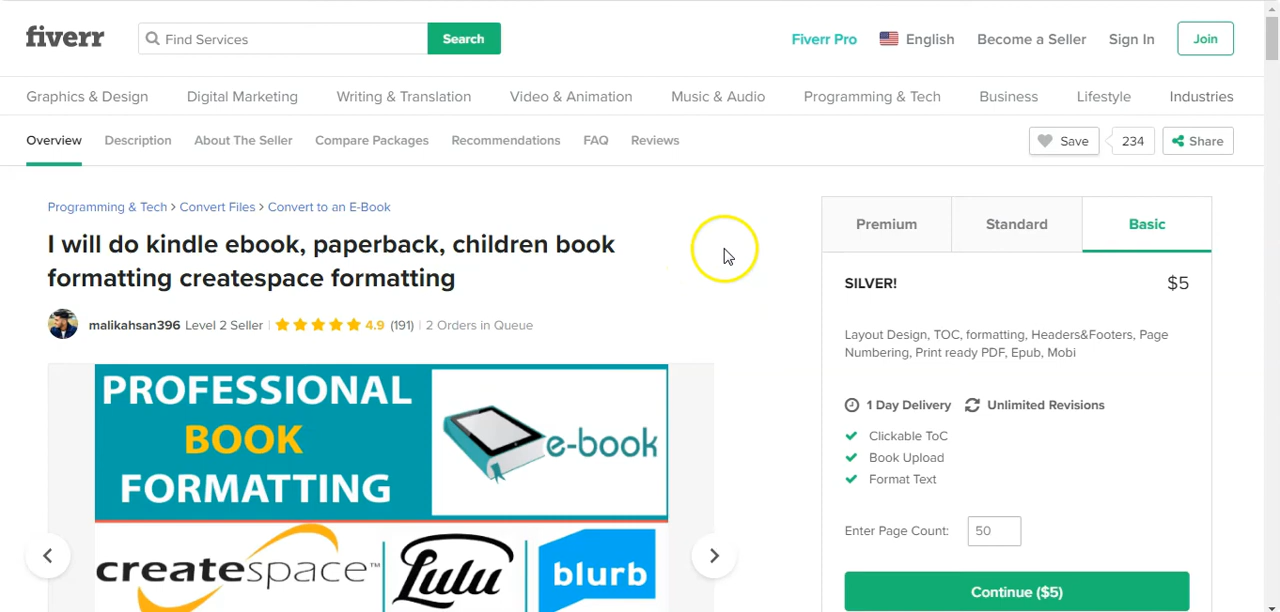 fiverr
Find Services
Search
Fiverr Pro
English
Become a Seller
Sign In
Join
Graphics & Design
Digital Marketing
Writing & Translation
Video & Animation
Music & Audio
Programming & Tech
Business
Lifestyle
Industries
Overview
Description
About The Seller
Compare Packages
Recommendations
FAQ
Reviews
Save
234
Share
Programming & Tech > Convert Files > Convert to an E-Book
I will do kindle ebook, paperback, children book
formatting createspace formatting
malikahsan396 Level 2 Seller | 4.9 (191) | 2 Orders in Queue
PROFESSIONAL
BOOK
FORMATTING
e-book
createspace™
Lulu
blurb
Premium
Standard
Basic
SILVER!
$5
Layout Design, TOC, formatting, Headers&Footers, Page
Numbering, Print ready PDF, Epub, Mobi
1 Day Delivery
Unlimited Revisions
Clickable ToC
Book Upload
Format Text
Enter Page Count:
50
Continue ($5)